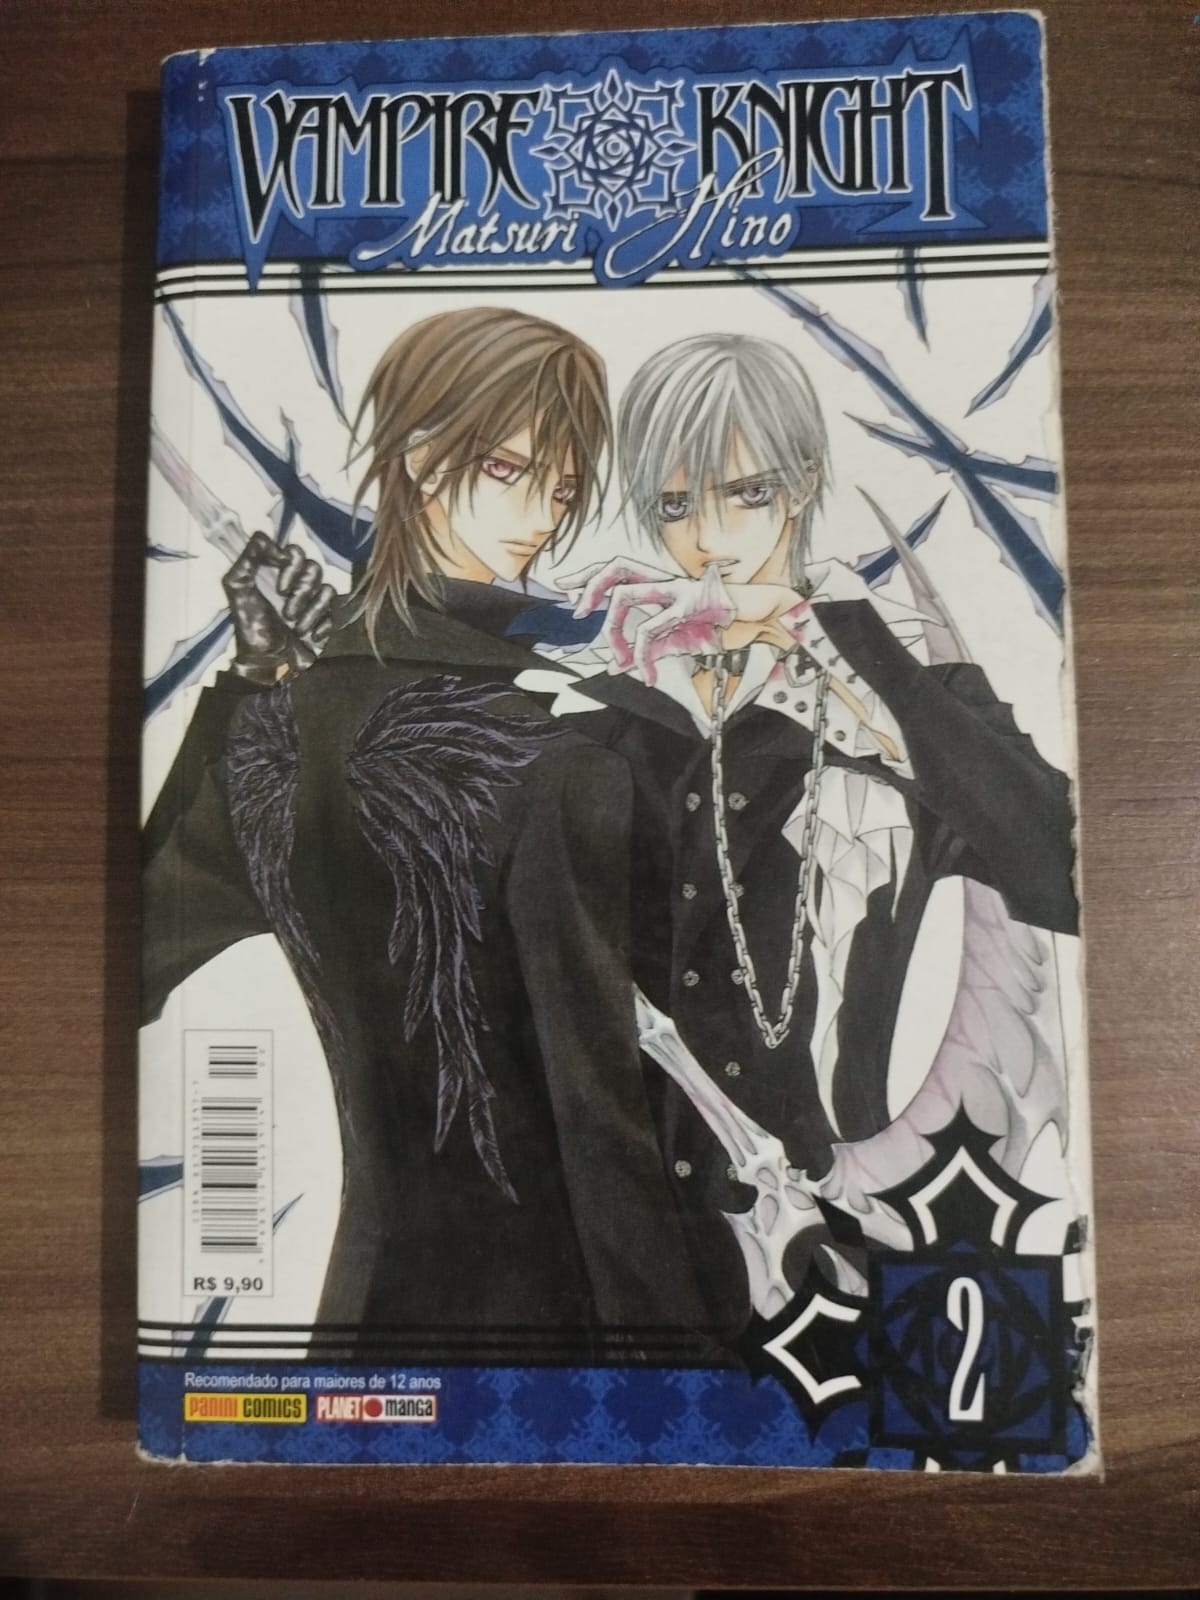 VAMPIRE KNIGHT
Matsuri Hino
R$ 9,90
2
Recomendado para maiores de 12 anos
PANINI COMICS PLANET manga